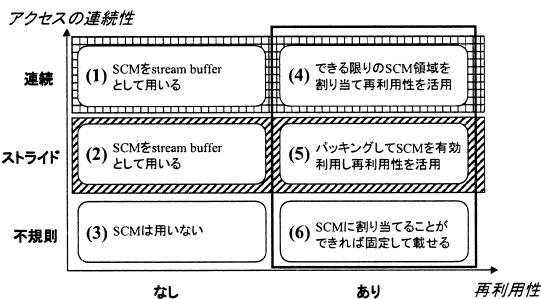 アクセスの連続性
連続
(1) SCMをstream buffer
として用いる
(4) できる限りのSCM領域を
割り当て再利用性を活用
ストライド
(2) SCMをstream buffer
として用いる
(5) パッキングしてSCMを有効
利用し再利用性を活用
不規則
(3) SCMは用いない
(6) SCMに割り当てることが
できれば固定して載せる
なし
あり
再利用性